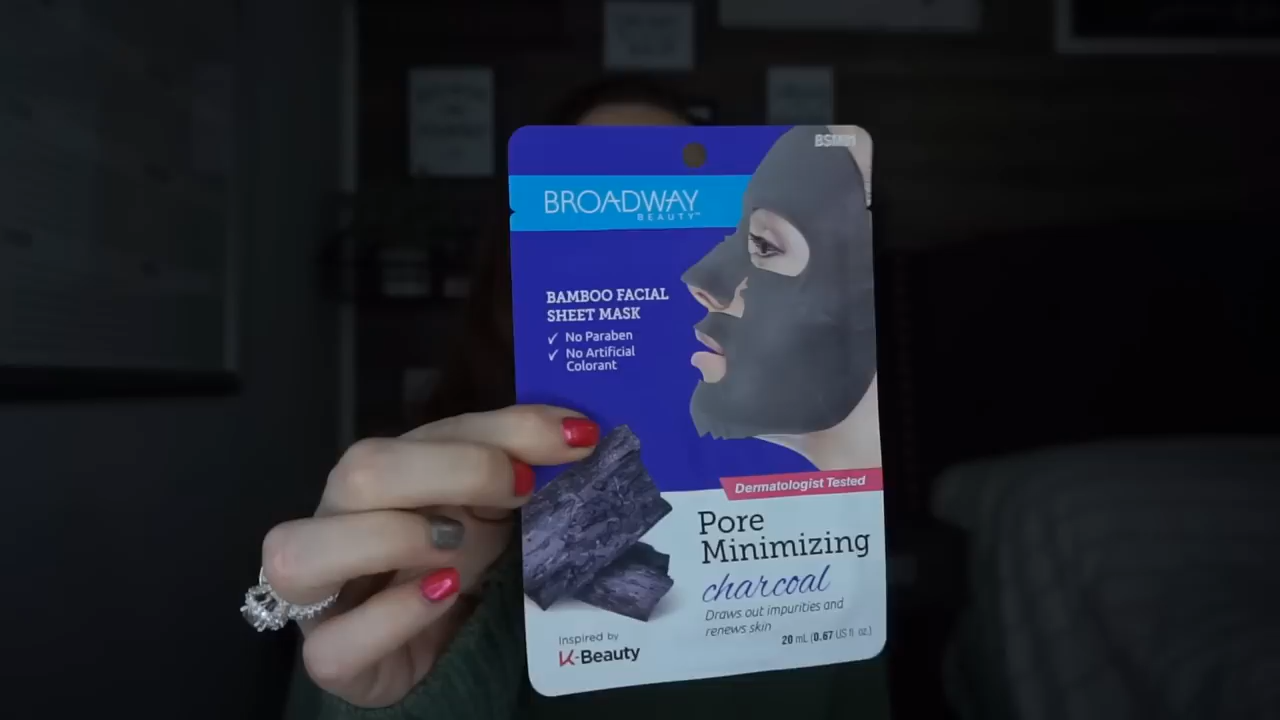 BROADWAY
BEAUTY™
BAMBOO FACIAL
SHEET MASK
✓ No Paraben
✓ No Artificial
Colorant
Dermatologist Tested
Pore
Minimizing
charcoal
Draws out impurities and
renews skin
20 mL (0.67 US fl. oz.)
Inspired by
K-Beauty